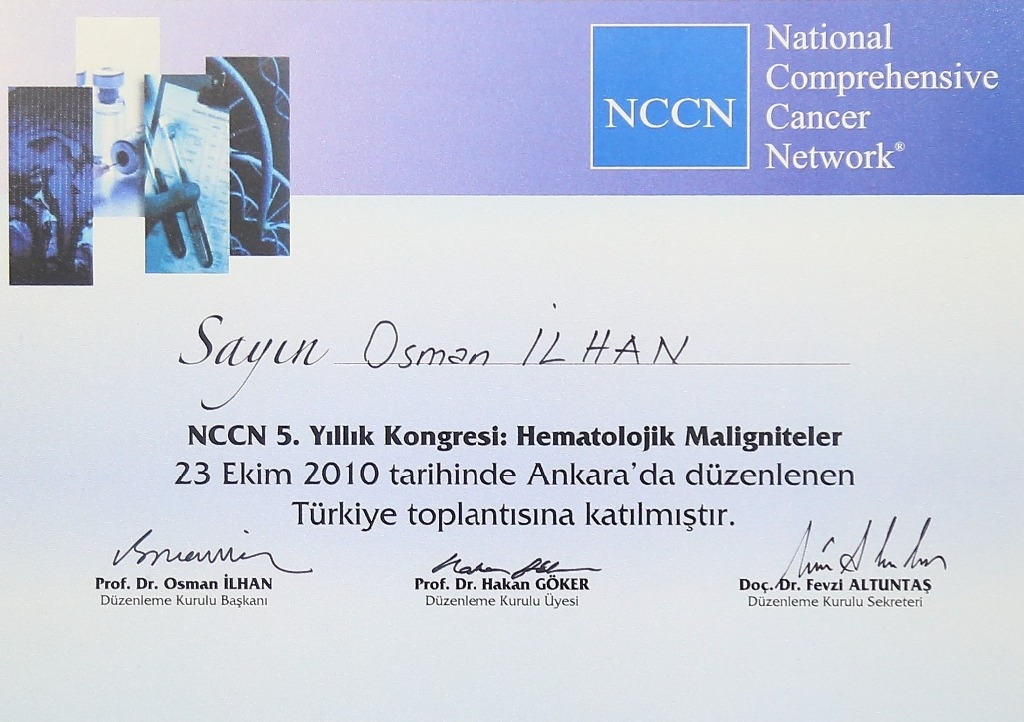 NCCN
National
Comprehensive
Cancer
Network®
Sayın Osman İLHAN
NCCN 5. Yıllık Kongresi: Hematolojik Maligniteler
23 Ekim 2010 tarihinde Ankara'da düzenlenen
Türkiye toplantısına katılmıştır.
Prof. Dr. Osman İLHAN
Düzenleme Kurulu Başkanı
Prof. Dr. Hakan GÖKER
Düzenleme Kurulu Üyesi
Doç. Dr. Fevzi ALTUNTAŞ
Düzenleme Kurulu Sekreteri